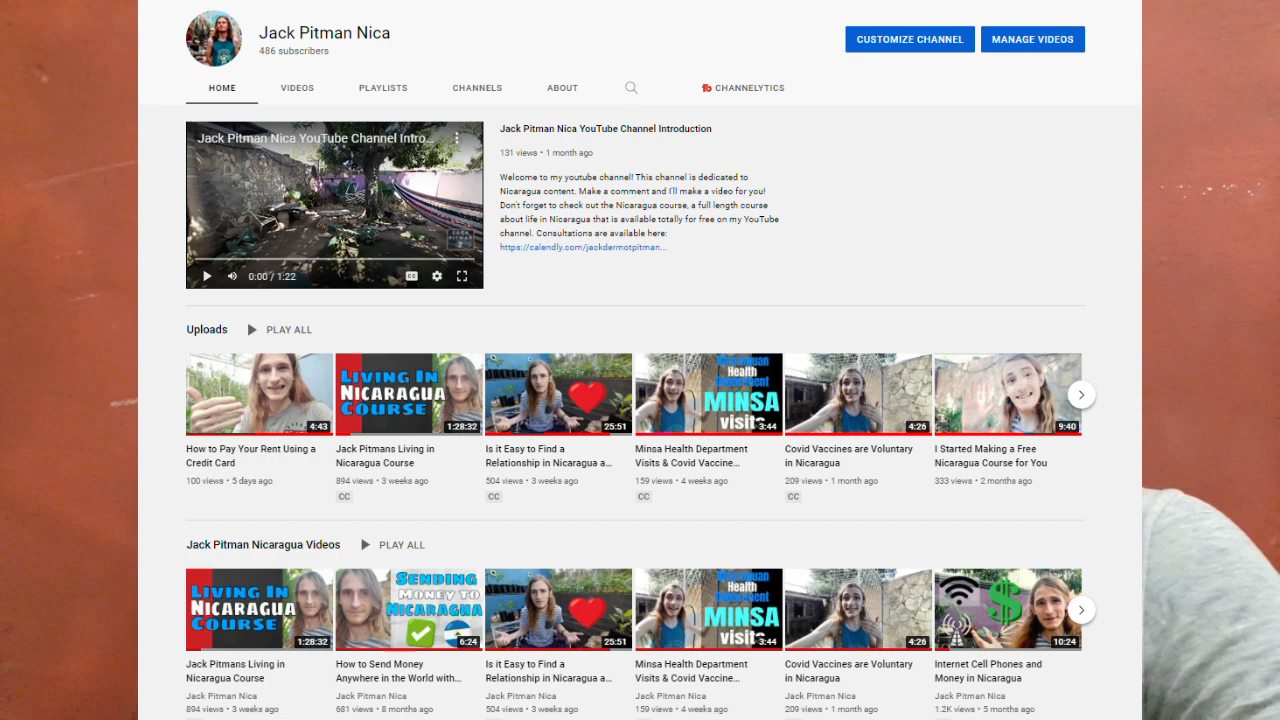 Jack Pitman Nica
486 subscribers
CUSTOMIZE CHANNEL
MANAGE VIDEOS
HOME
VIDEOS
PLAYLISTS
CHANNELS
ABOUT
CHANNELYTICS
Jack Pitman Nica YouTube Channel Intro...
JACK
PITMAN
0:00 / 1:22
CC
Jack Pitman Nica YouTube Channel Introduction
131 views • 1 month ago
Welcome to my youtube channel! This channel is dedicated to
Nicaragua content. Make a comment and I'll make a video for you!
Don't forget to check out the Nicaragua course, a full length course
about life in Nicaragua that is available totally for free on my YouTube
channel. Consultations are available here:
https://calendly.com/jackdermotpitman...
Uploads
PLAY ALL
4:43
How to Pay Your Rent Using a
Credit Card
100 views • 5 days ago
LIVING IN
NICARAGUA
COURSE
1:28:32
Jack Pitmans Living in
Nicaragua Course
894 views • 3 weeks ago
CC
25:51
Is it Easy to Find a
Relationship in Nicaragua a...
504 views • 3 weeks ago
CC
Nicaraguan
Health
Department
MINSA
visits
3:44
Minsa Health Department
Visits & Covid Vaccine...
159 views • 4 weeks ago
CC
4:26
Covid Vaccines are Voluntary
in Nicaragua
209 views • 1 month ago
CC
9:40
I Started Making a Free
Nicaragua Course for You
333 views • 2 months ago
Jack Pitman Nicaragua Videos
PLAY ALL
LIVING IN
NICARAGUA
COURSE
1:28:32
Jack Pitmans Living in
Nicaragua Course
Jack Pitman Nica
894 views • 3 weeks ago
SENDING
MONEY TO
NICARAGUA
6:24
How to Send Money
Anywhere in the World with...
Jack Pitman Nica
681 views • 8 months ago
25:51
Is it Easy to Find a
Relationship in Nicaragua a...
Jack Pitman Nica
504 views • 3 weeks ago
Nicaraguan
Health
Department
MINSA
visits
3:44
Minsa Health Department
Visits & Covid Vaccine...
Jack Pitman Nica
159 views • 4 weeks ago
4:26
Covid Vaccines are Voluntary
in Nicaragua
Jack Pitman Nica
209 views • 1 month ago
$
10:24
Internet Cell Phones and
Money in Nicaragua
Jack Pitman Nica
1.2K views • 5 months ago